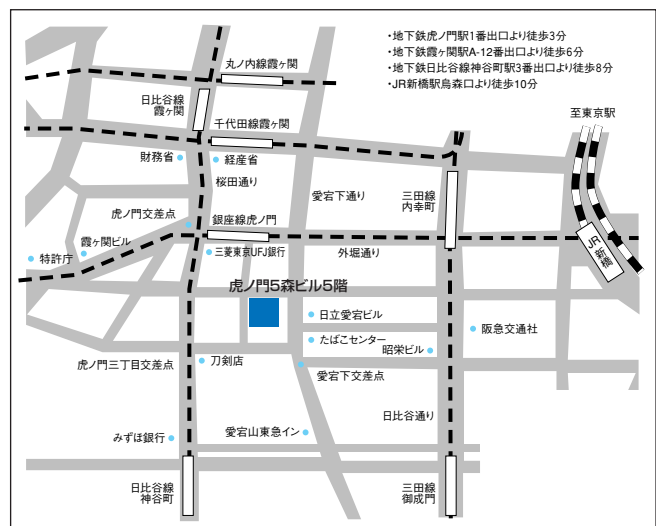 ・地下鉄虎ノ門駅1番出口より徒歩3分
・地下鉄霞ヶ関駅A-12番出口より徒歩6分
・地下鉄日比谷線神谷町駅3番出口より徒歩8分
・JR新橋駅烏森口より徒歩10分
丸ノ内線霞ヶ関
日比谷線
霞ヶ関
千代田線霞ヶ関
至東京駅
財務省
経産省
桜田通り
愛宕下通り
三田線
内幸町
虎ノ門交差点
銀座線虎ノ門
霞ヶ関ビル
特許庁
三菱東京UFJ銀行
外堀通り
JR新橋
虎ノ門5森ビル5階
日立愛宕ビル
阪急交通社
たばこセンター
昭栄ビル
虎ノ門三丁目交差点
刀剣店
愛宕下交差点
日比谷通り
みずほ銀行
愛宕山東急イン
日比谷線
神谷町
三田線
御成門